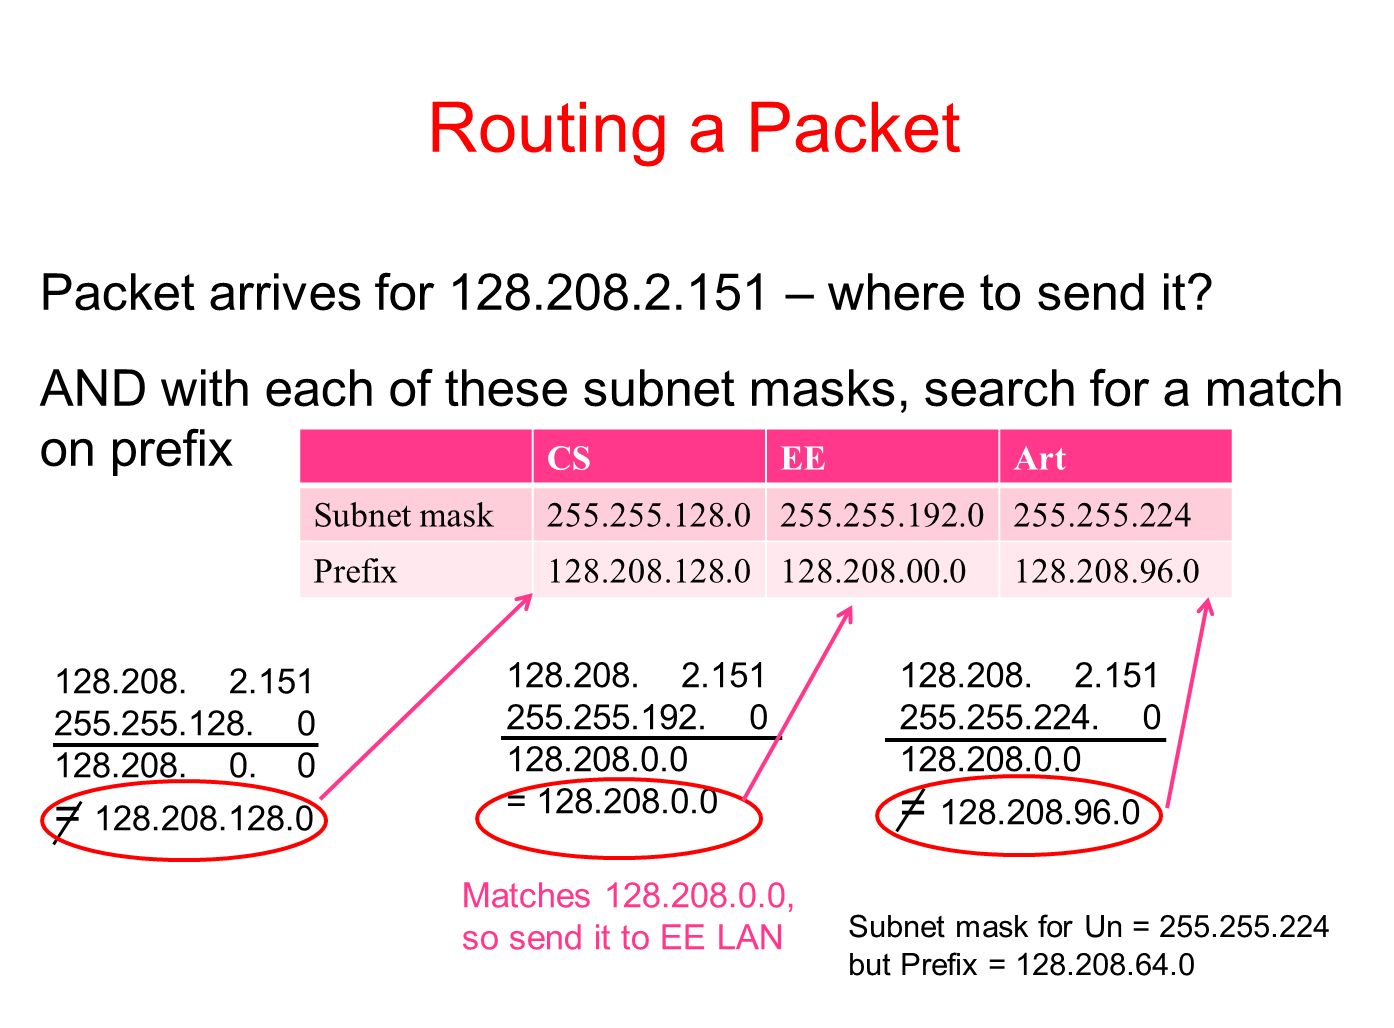 Routing a Packet
Packet arrives for 128.208.2.151 – where to send it?
AND with each of these subnet masks, search for a match
on prefix
CS EE Art
Subnet mask 255.255.128.0 255.255.192.0 255.255.224
Prefix 128.208.128.0 128.208.00.0 128.208.96.0
128.208. 2.151
255.255.128. 0
128.208. 0. 0
≠ 128.208.128.0
128.208. 2.151
255.255.192. 0
128.208.0.0
= 128.208.0.0
128.208. 2.151
255.255.224. 0
128.208.0.0
≠ 128.208.96.0
Matches 128.208.0.0,
so send it to EE LAN
Subnet mask for Un = 255.255.224
but Prefix = 128.208.64.0